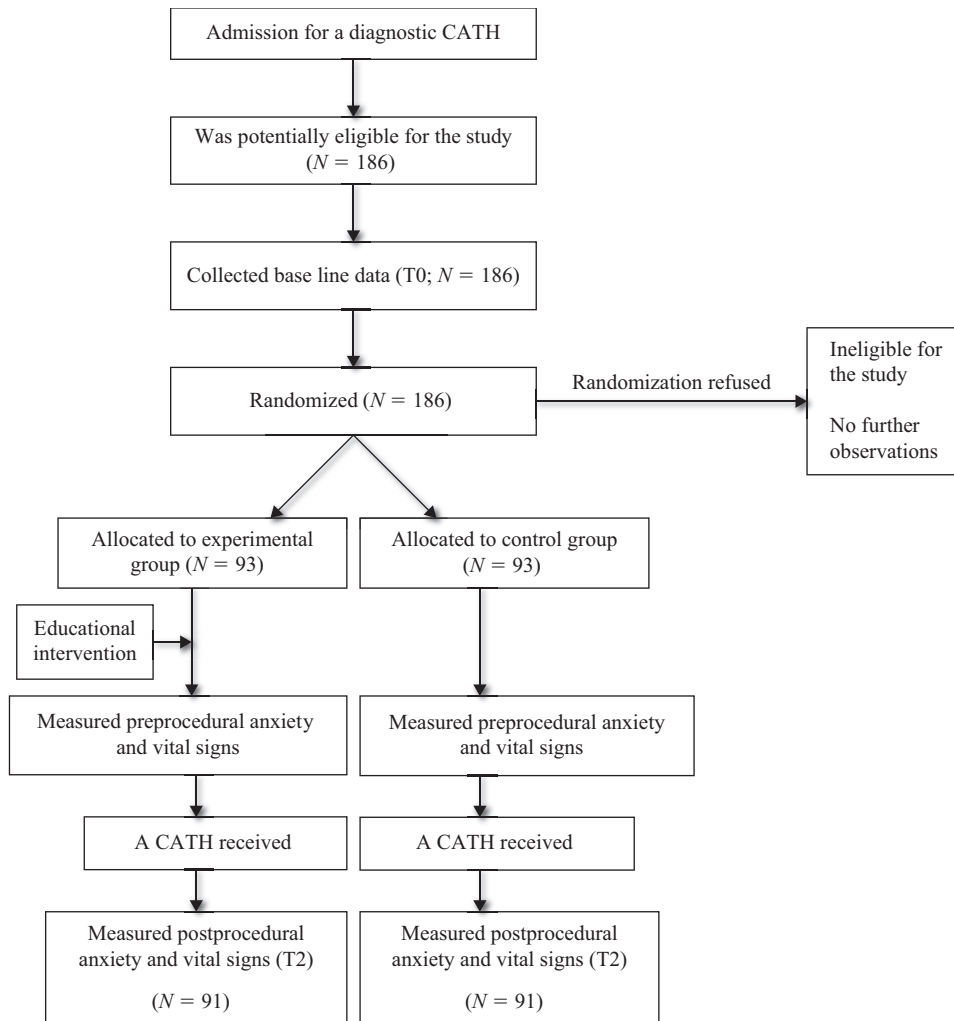 Admission for a diagnostic CATH
Was potentially eligible for the study
(N = 186)
Collected base line data (T0; N = 186)
Randomized (N = 186)
Randomization refused
Ineligible for
the study
No further
observations
Allocated to experimental
group (N = 93)
Allocated to control group
(N = 93)
Educational
intervention
Measured preprocedural anxiety
and vital signs
Measured preprocedural anxiety
and vital signs
A CATH received
A CATH received
Measured postprocedural
anxiety and vital signs (T2)
(N = 91)
Measured postprocedural
anxiety and vital signs (T2)
(N = 91)